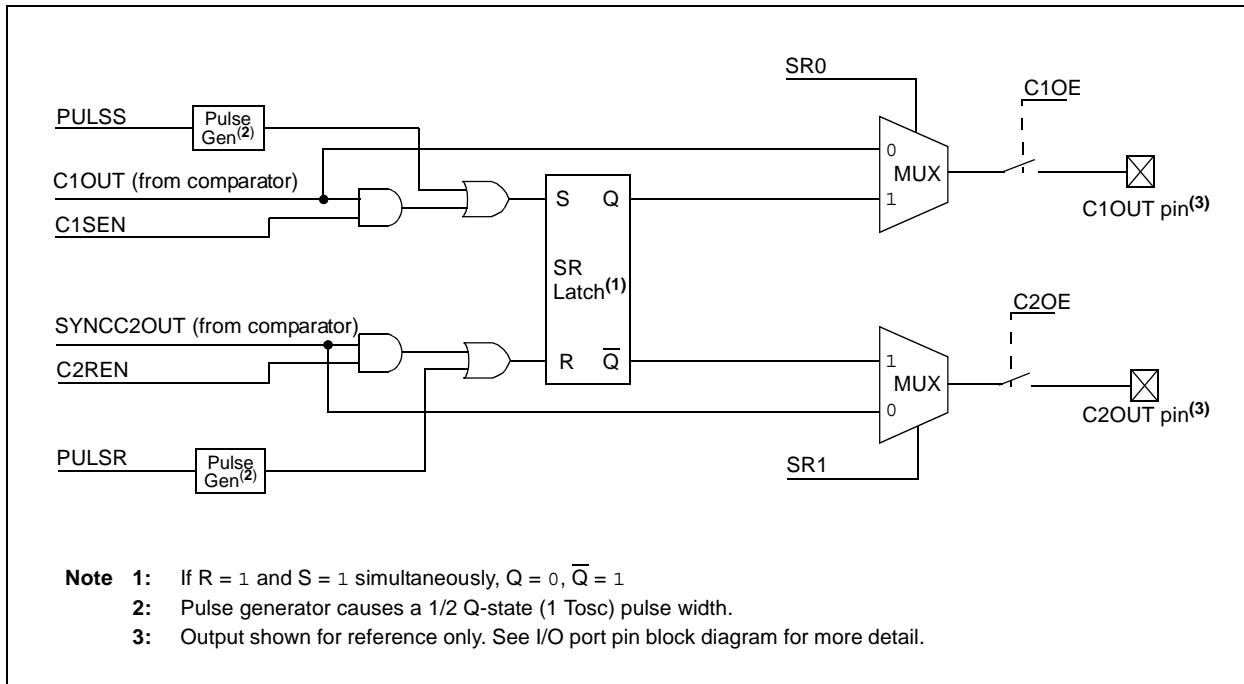 SR0
C1OE
PULSS
Pulse
Gen(2)
0
MUX
1
C1OUT (from comparator)
C1SEN
S Q
C1OUT pin(3)
SR
Latch(1)
C2OE
SYNCC2OUT (from comparator)
C2REN
R Q̅
1
MUX
0
C2OUT pin(3)
PULSR
Pulse
Gen(2)
SR1
Note 1: If R = 1 and S = 1 simultaneously, Q = 0, Q̅ = 1
2: Pulse generator causes a 1/2 Q-state (1 Tosc) pulse width.
3: Output shown for reference only. See I/O port pin block diagram for more detail.